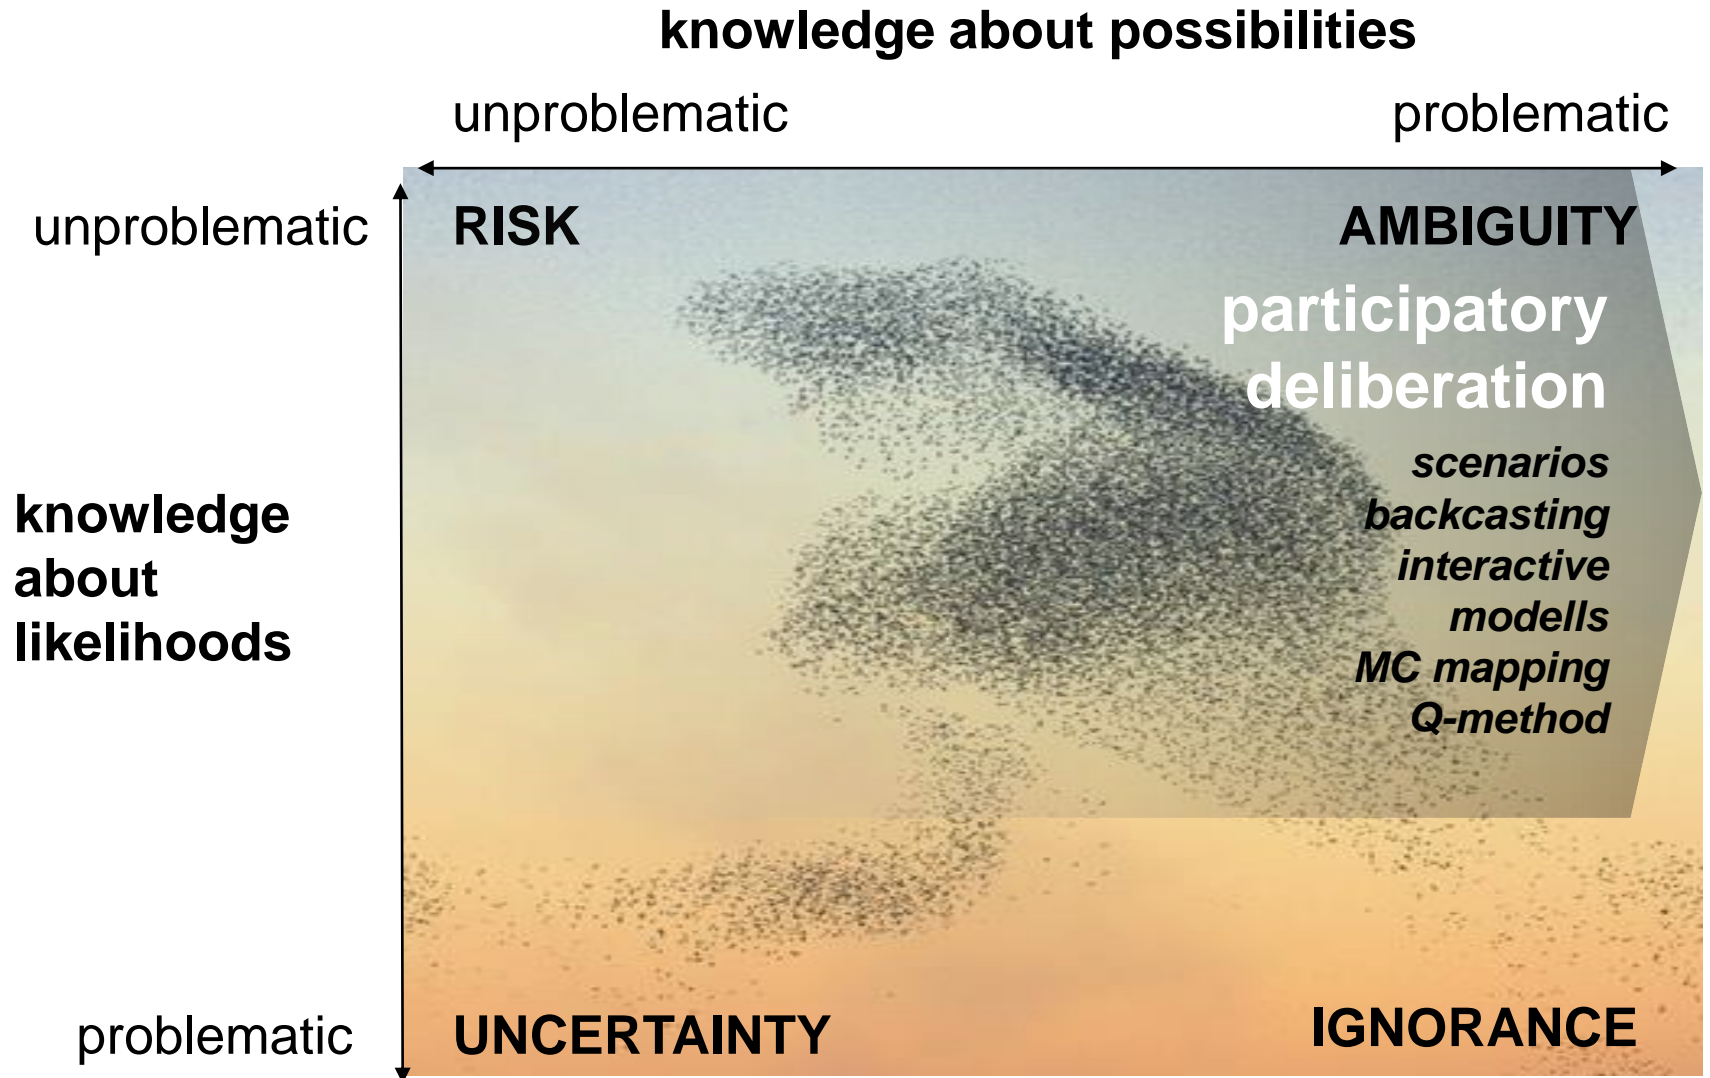 knowledge about possibilities
unproblematic problematic
unproblematic RISK AMBIGUITY
participatory
deliberation
scenarios
backcasting
interactive
modells
MC mapping
Q-method
knowledge
about
likelihoods
problematic UNCERTAINTY IGNORANCE